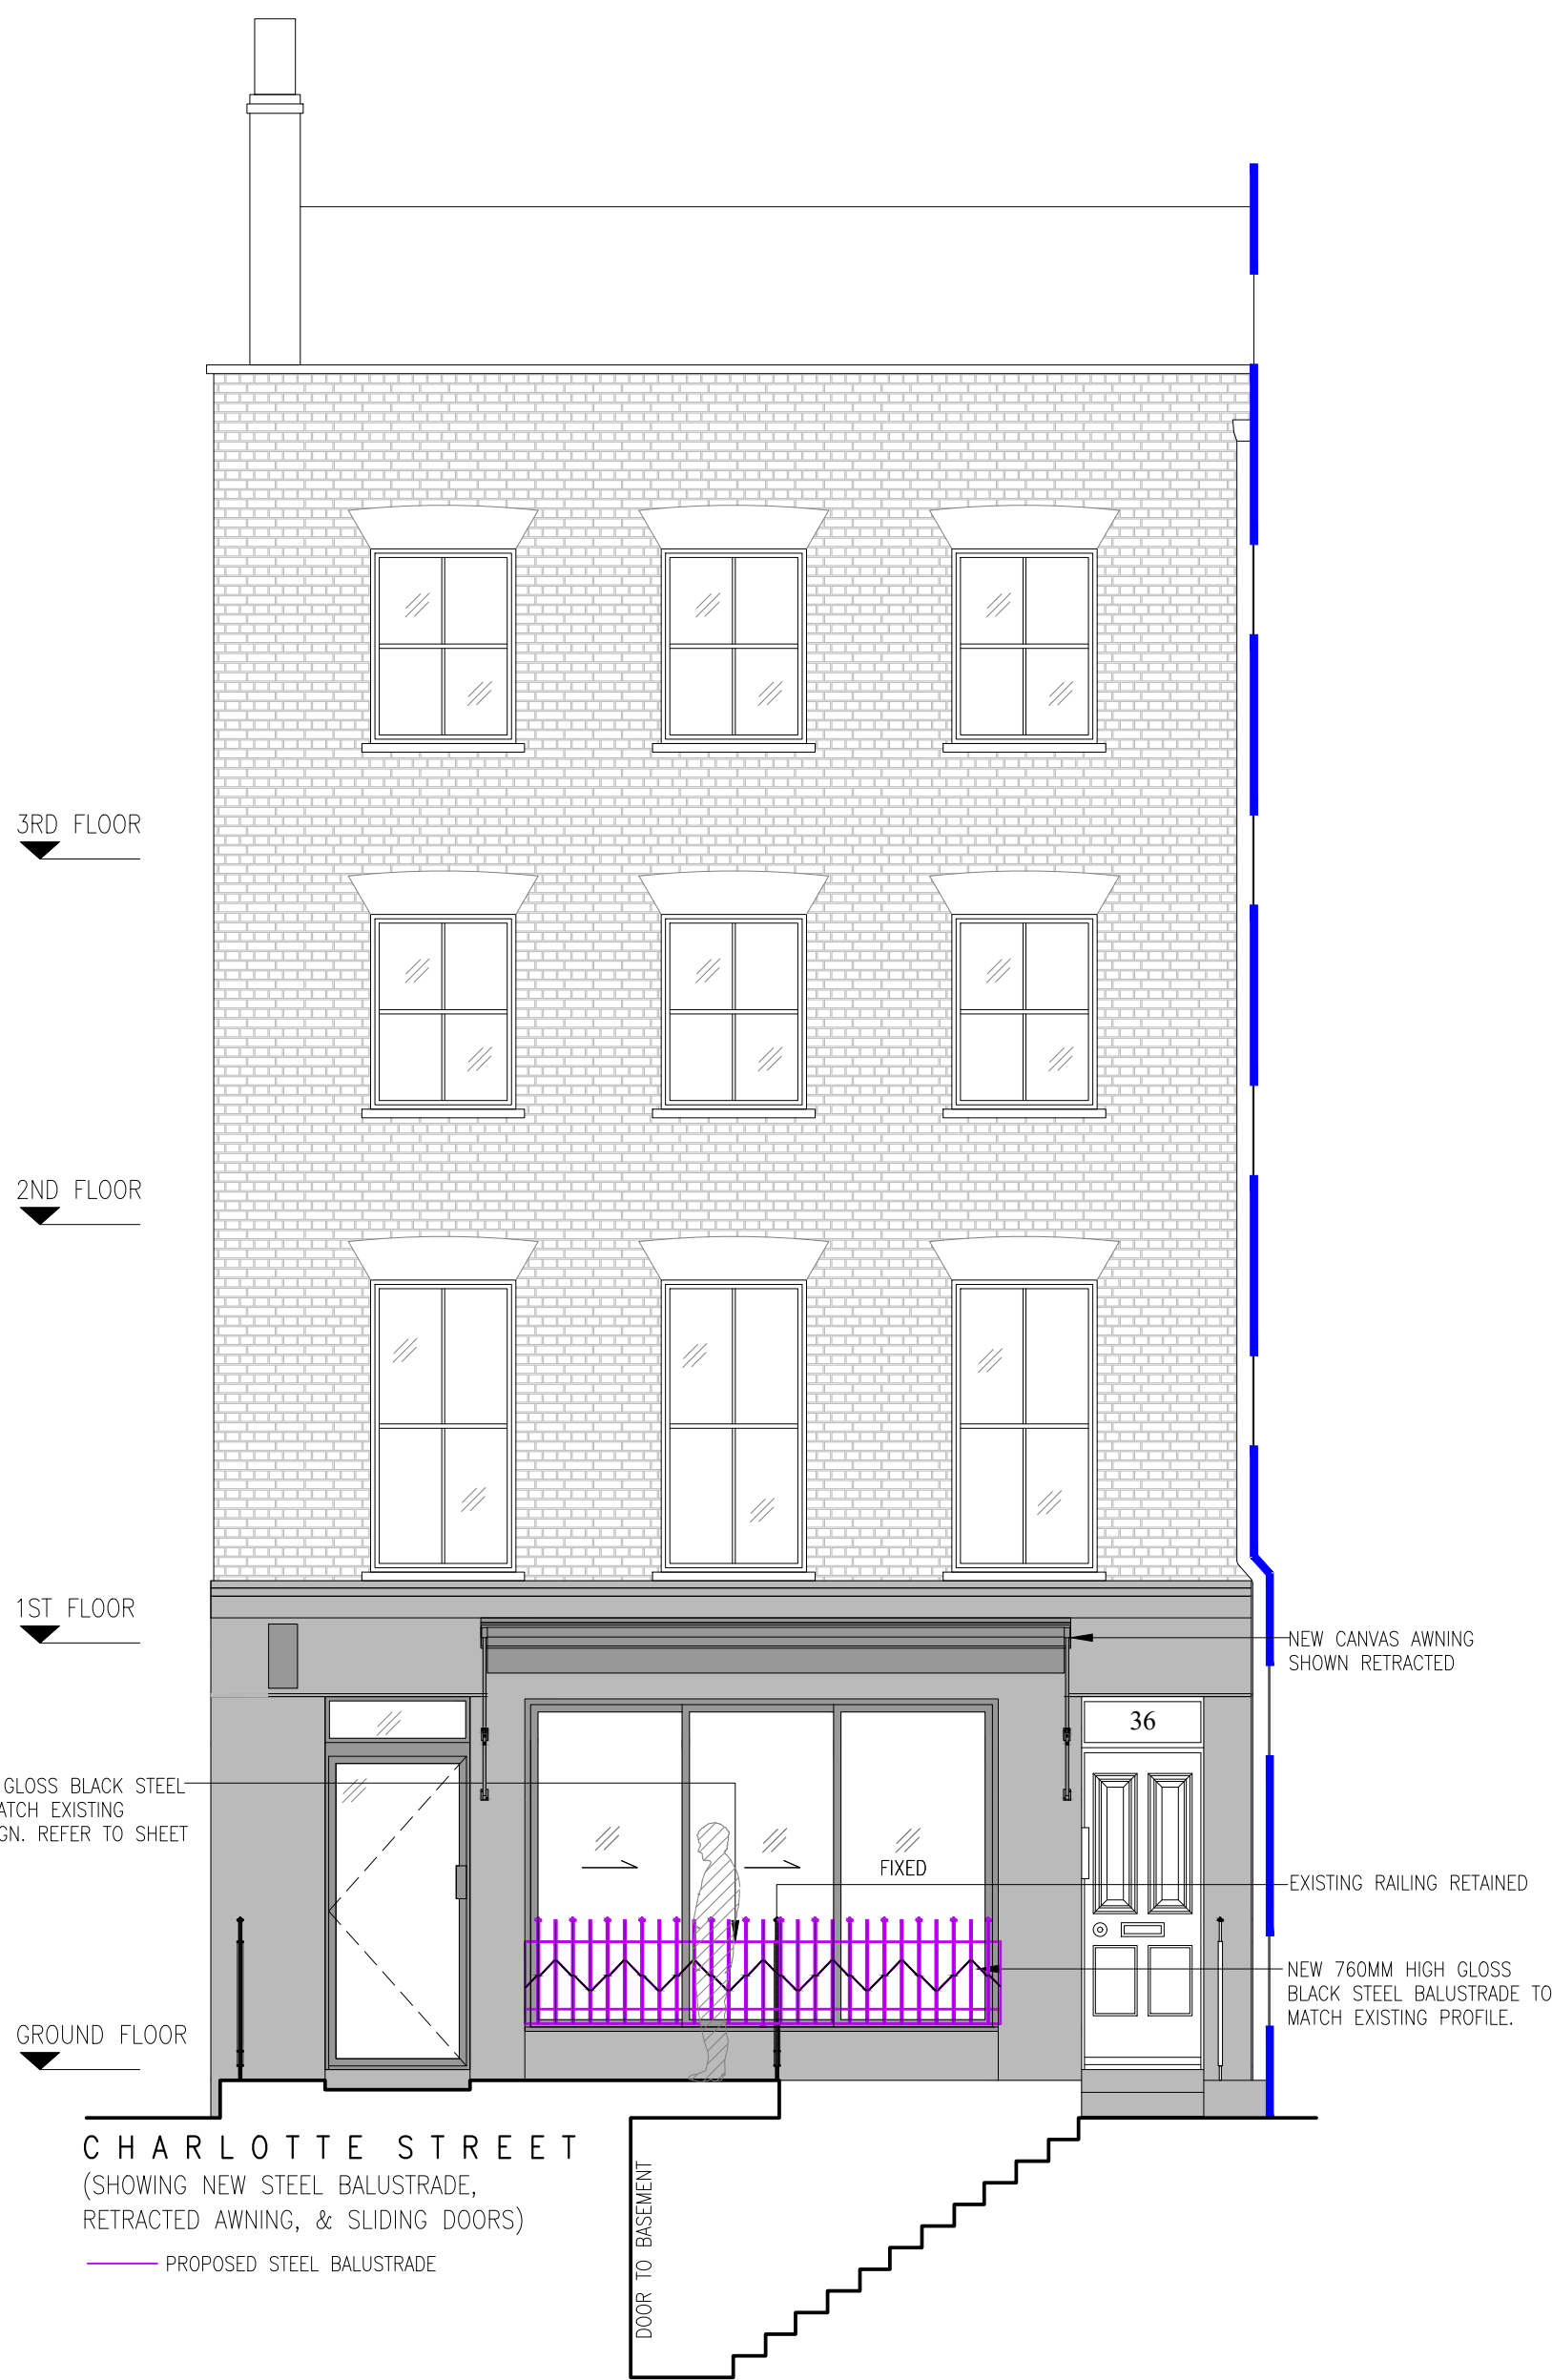 3RD FLOOR
2ND FLOOR
1ST FLOOR
NEW CANVAS AWNING
SHOWN RETRACTED
36
GLOSS BLACK STEEL
ATCH EXISTING
GN. REFER TO SHEET
FIXED
EXISTING RAILING RETAINED
NEW 760MM HIGH GLOSS
BLACK STEEL BALUSTRADE TO
MATCH EXISTING PROFILE.
GROUND FLOOR
CHARLOTTE STREET
(SHOWING NEW STEEL BALUSTRADE,
RETRACTED AWNING, & SLIDING DOORS)
PROPOSED STEEL BALUSTRADE
DOOR TO BASEMENT